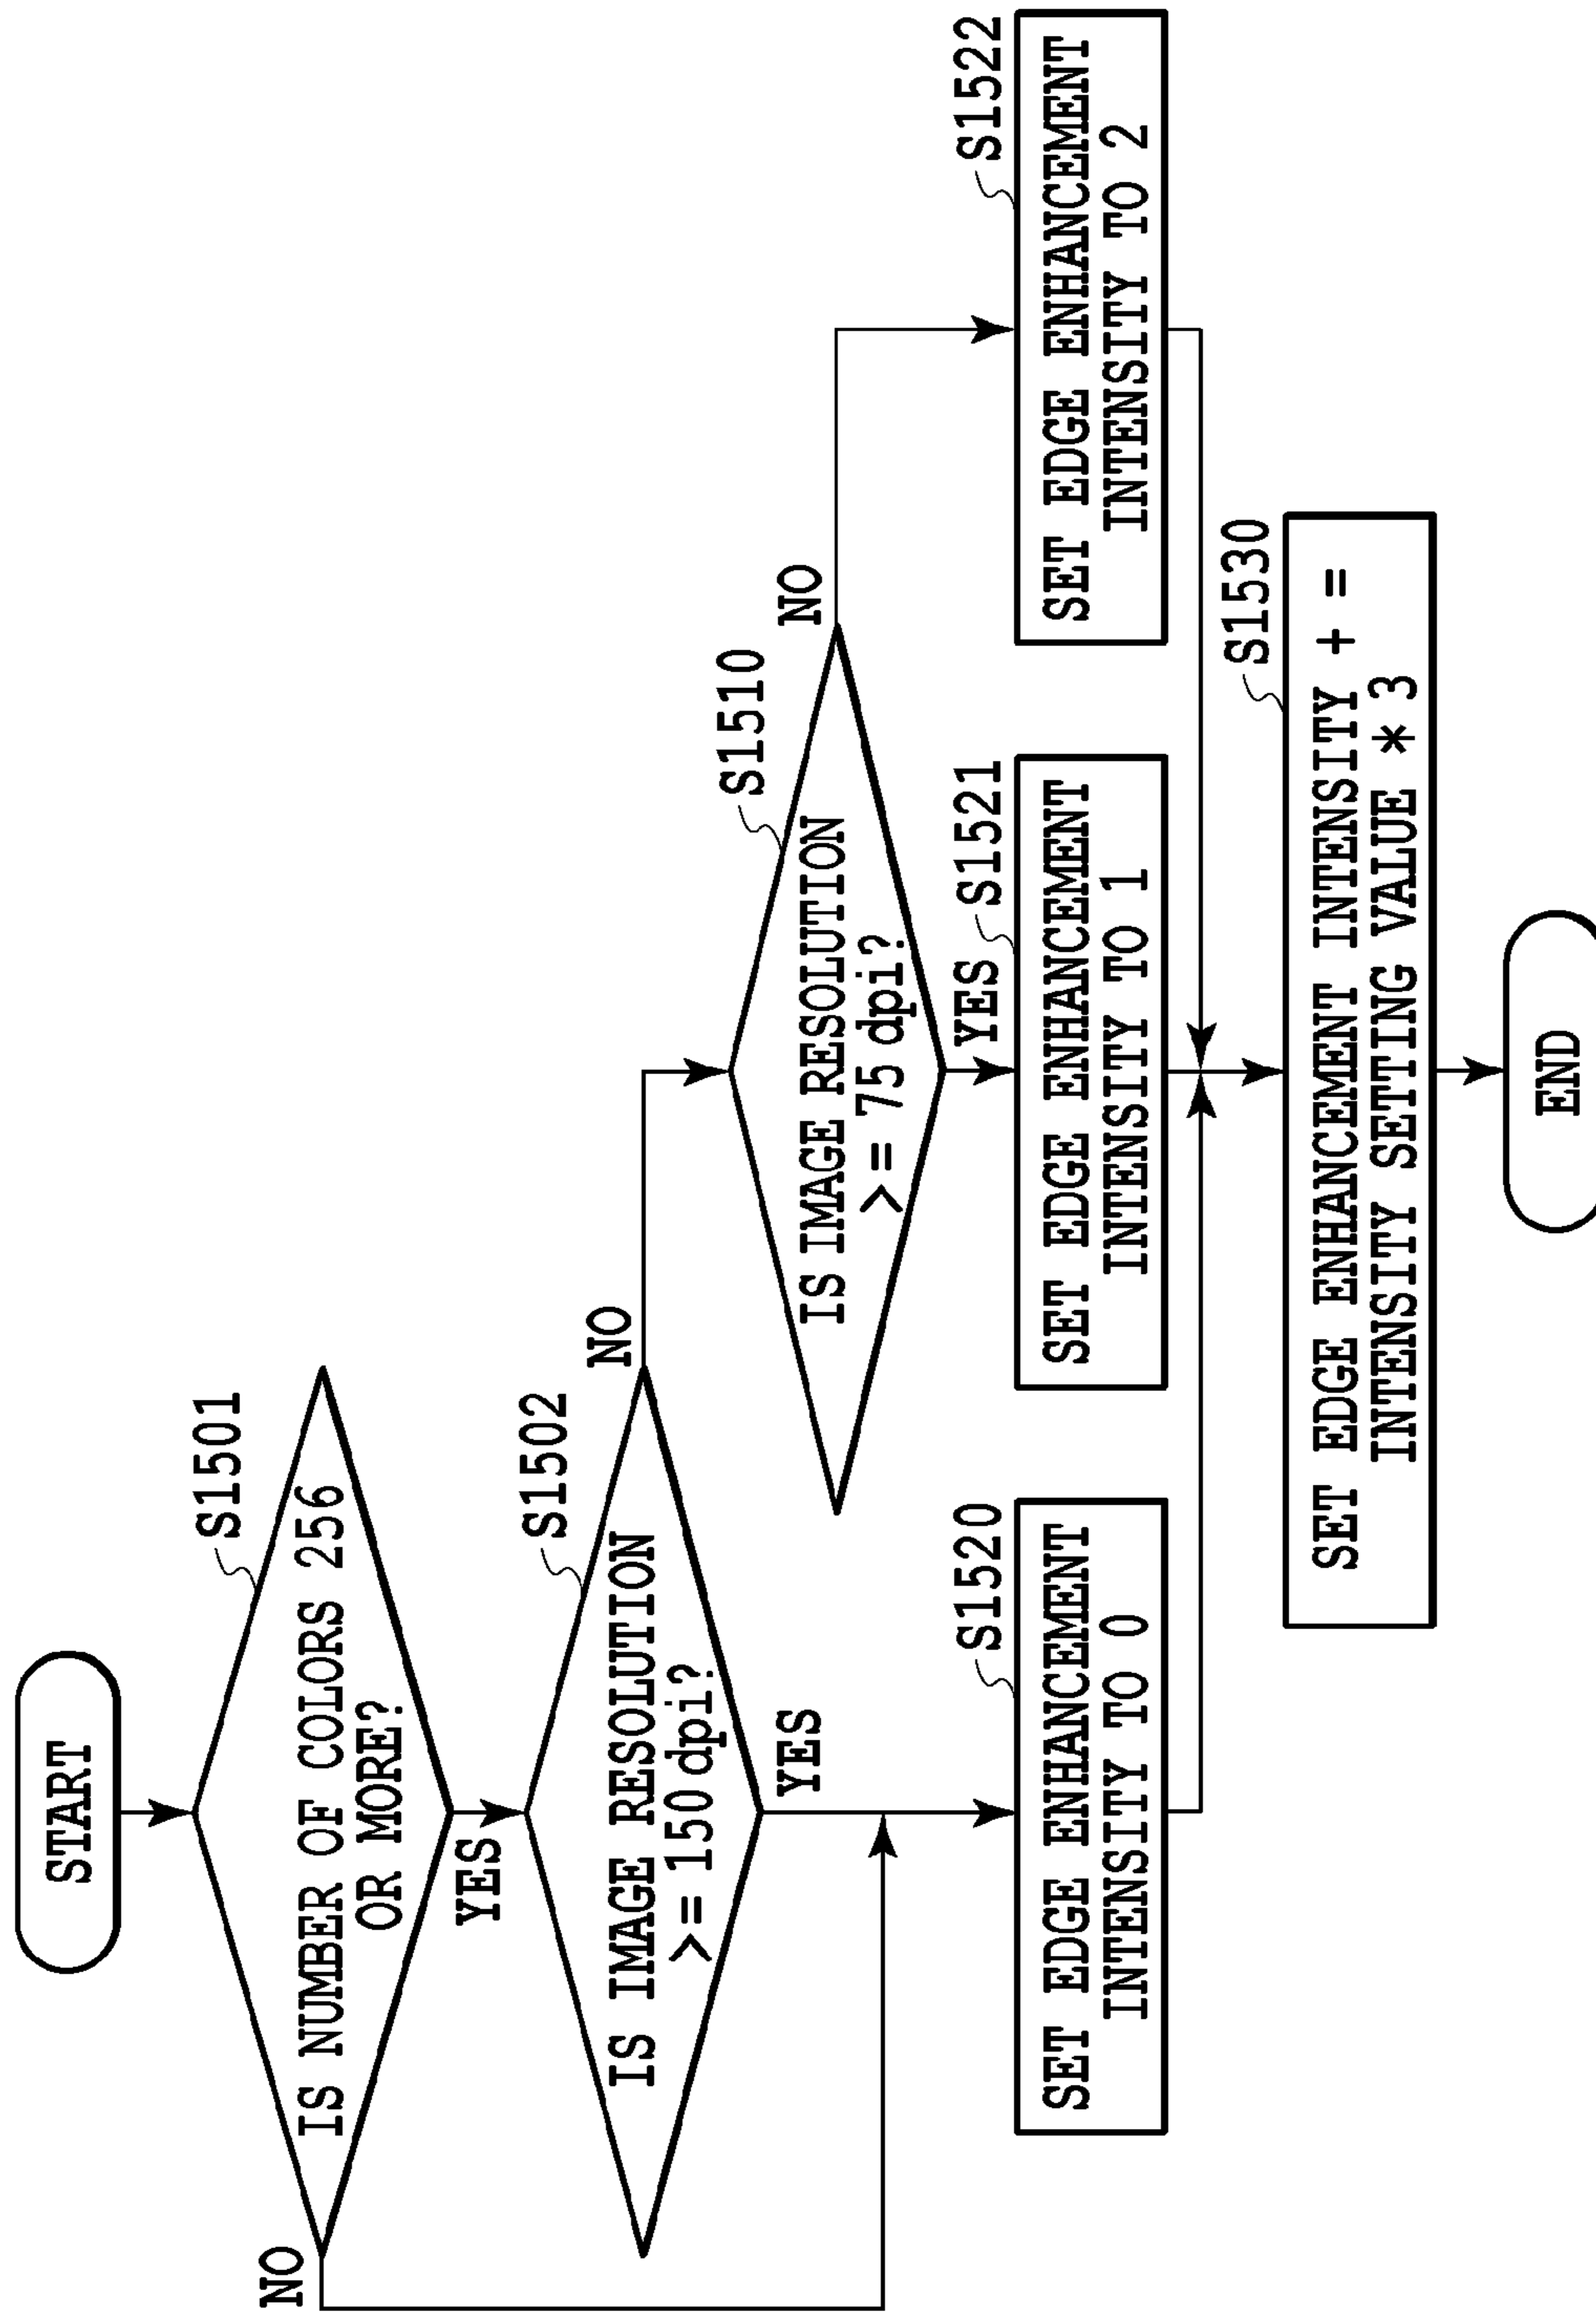 START
S1501
IS NUMBER OF COLORS 256
OR MORE?
NO
YES
S1502
IS IMAGE RESOLUTION
>= 150 dpi?
NO
YES
S1510
IS IMAGE RESOLUTION
>= 75 dpi?
NO
YES
S1520
SET EDGE ENHANCEMENT
INTENSITY TO 0
S1521
SET EDGE ENHANCEMENT
INTENSITY TO 1
S1522
SET EDGE ENHANCEMENT
INTENSITY TO 2
S1530
SET EDGE ENHANCEMENT INTENSITY + =
INTENSITY SETTING VALUE * 3
END